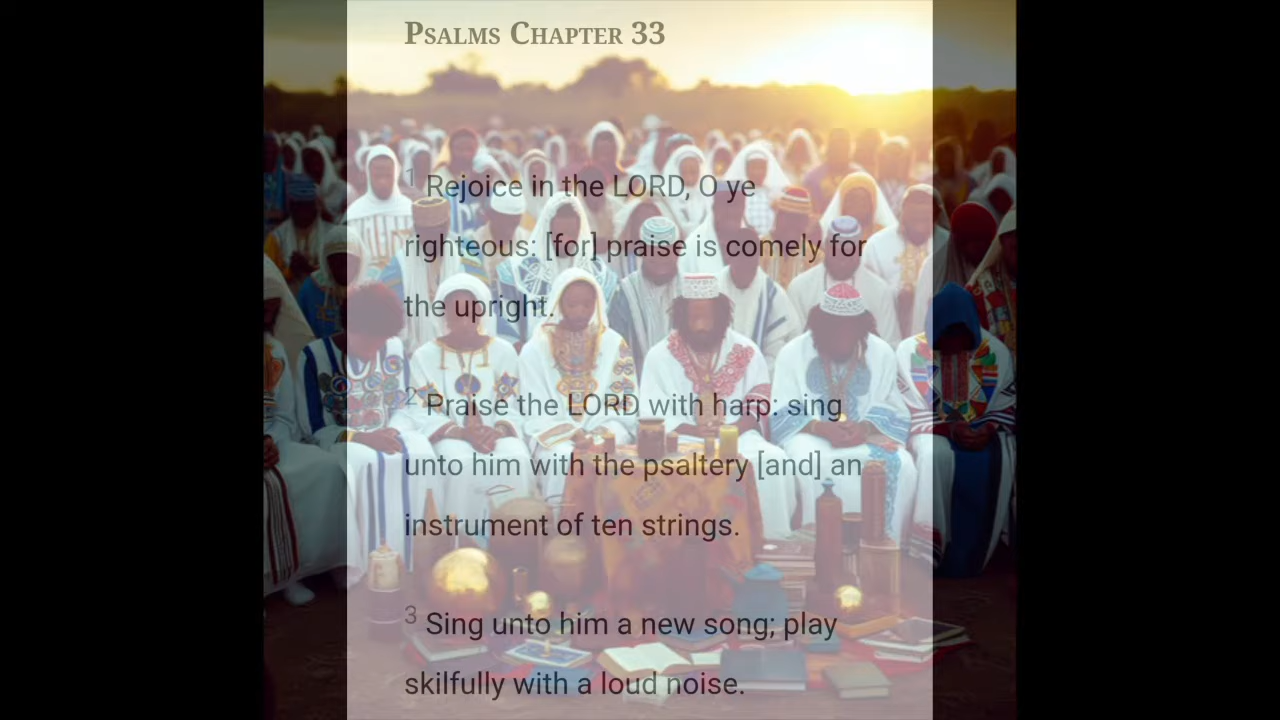 Psalms Chapter 33
1 Rejoice in the LORD, O ye
righteous: [for] praise is comely for
the upright.
2 Praise the LORD with harp: sing
unto him with the psaltery [and] an
instrument of ten strings.
3 Sing unto him a new song; play
skilfully with a loud noise.